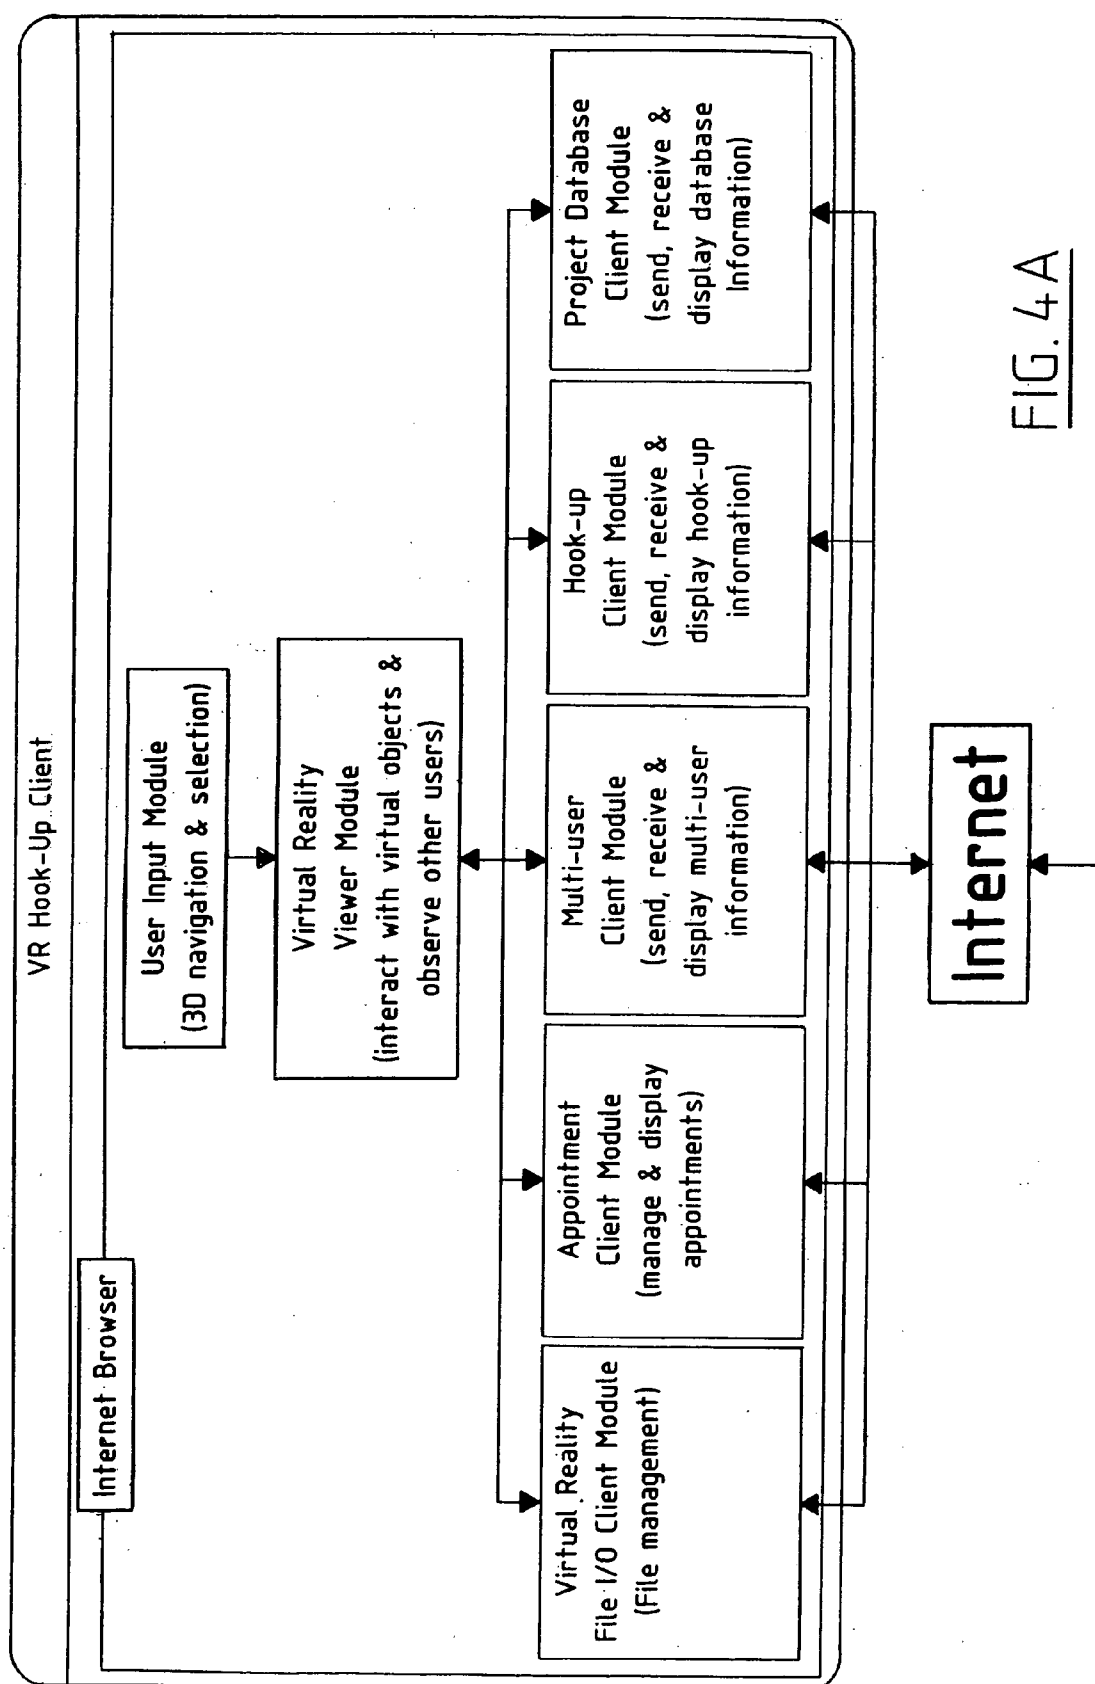 VR Hook-Up Client
Internet Browser
User Input Module
(3D navigation & selection)
Virtual Reality
Viewer Module
(interact with virtual objects &
observe other users)
Virtual Reality
File I/O Client Module
(File management)
Appointment
Client Module
(manage & display
appointments)
Multi-user
Client Module
(send, receive &
display multi-user
information)
Hook-up
Client Module
(send, receive &
display hook-up
information)
Project Database
Client Module
(send, receive &
display database
Information)
Internet
FIG. 4A